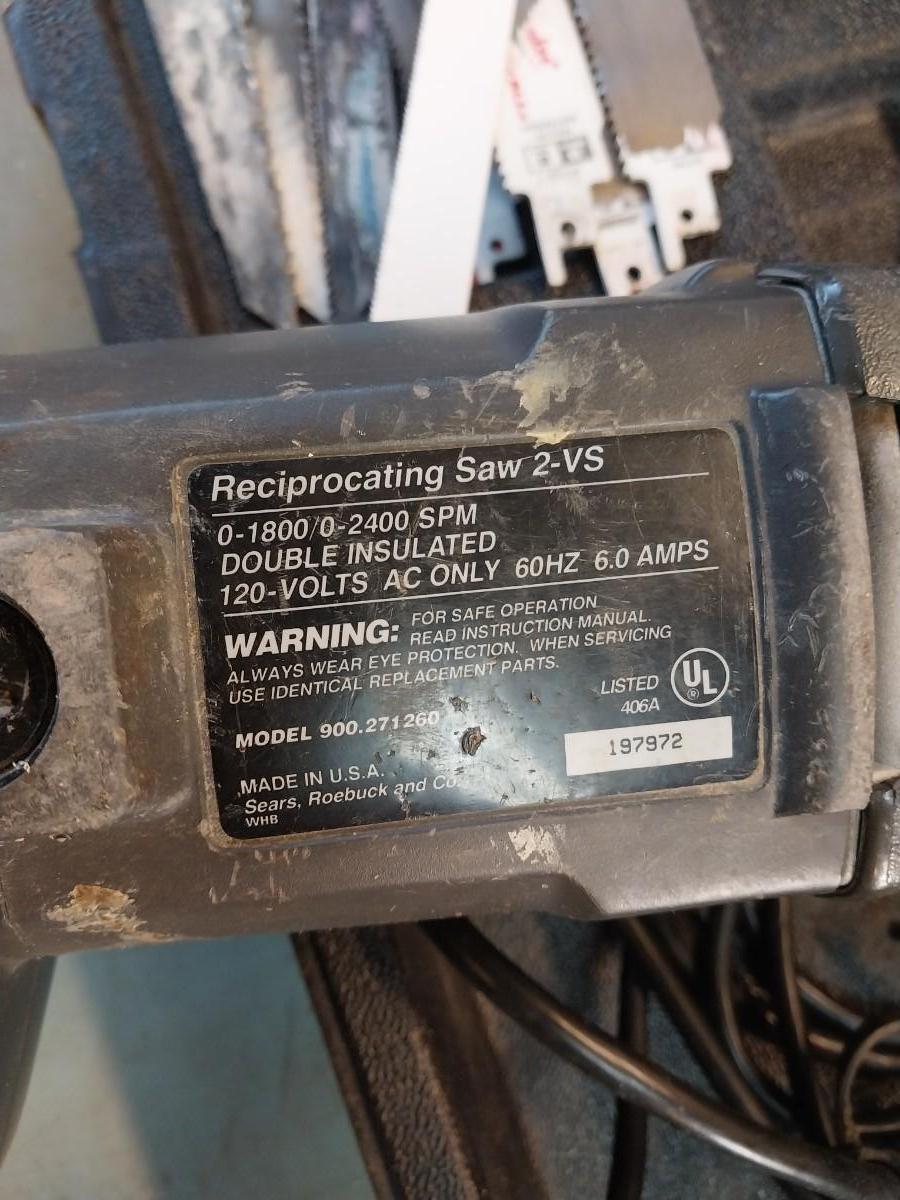 Reciprocating Saw 2-VS
0-1800/0-2400 SPM
DOUBLE INSULATED
120-VOLTS AC ONLY 60HZ 6.0 AMPS
WARNING: FOR SAFE OPERATION
READ INSTRUCTION MANUAL.
ALWAYS WEAR EYE PROTECTION. WHEN SERVICING
USE IDENTICAL REPLACEMENT PARTS.
LISTED
406A
UL
®
MODEL 900.271260
197972
MADE IN U.S.A.
Sears, Roebuck and Co.
WHB